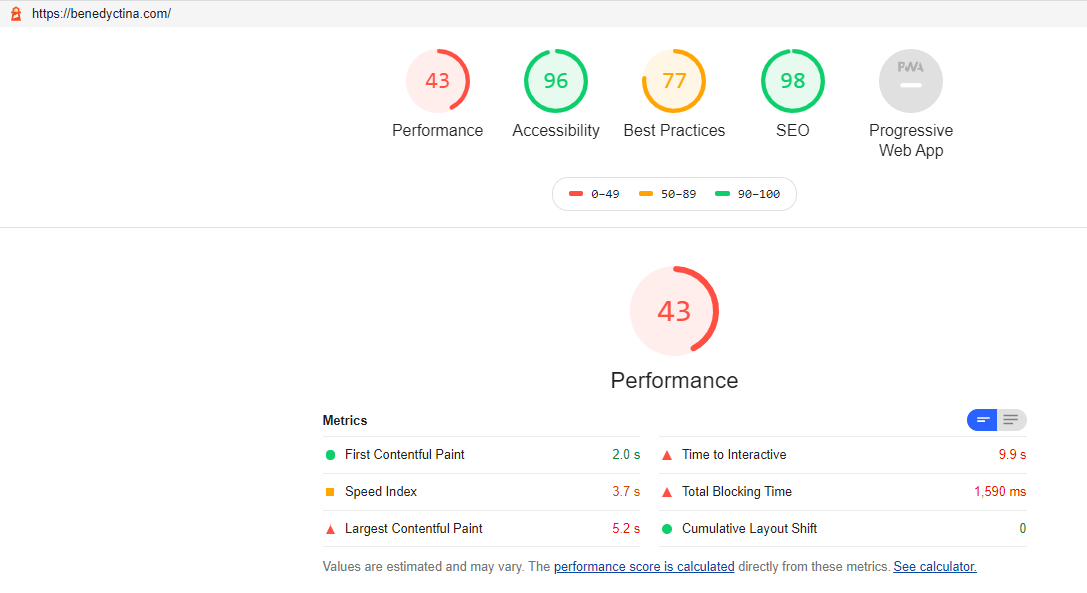 https://benedyctina.com/
43 96 77 98 PWA
Performance Accessibility Best Practices SEO Progressive
Web App
0–49 50–89 90–100
43
Performance
Metrics
First Contentful Paint 2.0 s Time to Interactive 9.9 s
Speed Index 3.7 s Total Blocking Time 1,590 ms
Largest Contentful Paint 5.2 s Cumulative Layout Shift 0
Values are estimated and may vary. The performance score is calculated directly from these metrics. See calculator.